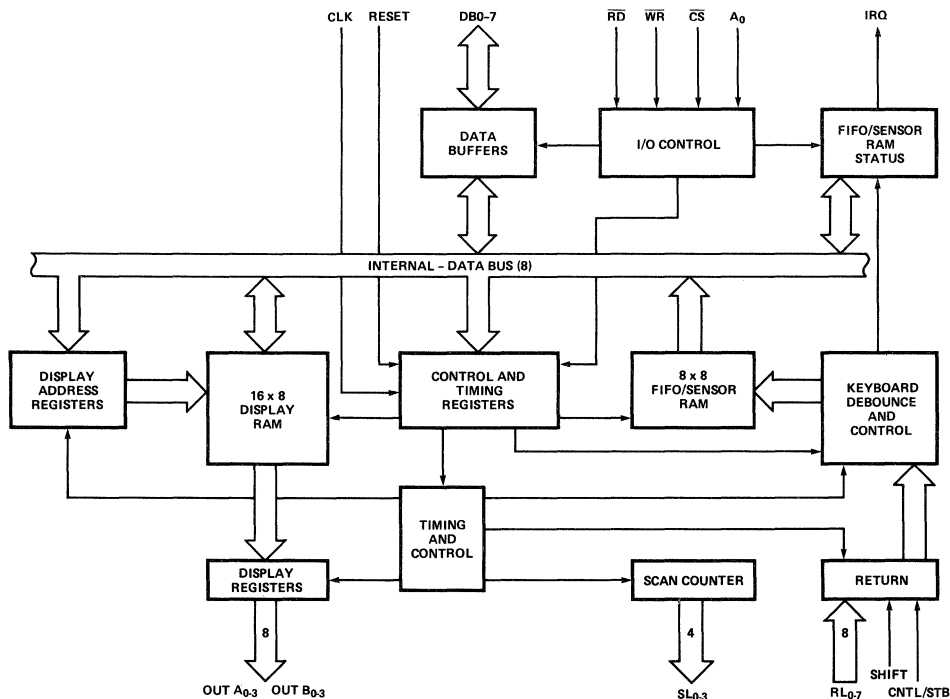 CLK RESET DB0–7 R̅D̅ W̅R̅ C̅S̅ A₀ IRQ
DATA
BUFFERS
I/O CONTROL
FIFO/SENSOR
RAM
STATUS
INTERNAL – DATA BUS (8)
DISPLAY
ADDRESS
REGISTERS
16 x 8
DISPLAY
RAM
CONTROL AND
TIMING
REGISTERS
8 x 8
FIFO/SENSOR
RAM
KEYBOARD
DEBOUNCE
AND
CONTROL
TIMING
AND
CONTROL
DISPLAY
REGISTERS
SCAN COUNTER
RETURN
8
4
8
OUT A₀₋₃ OUT B₀₋₃
SL₀₋₃
RL₀₋₇
SHIFT
CNTL/STB